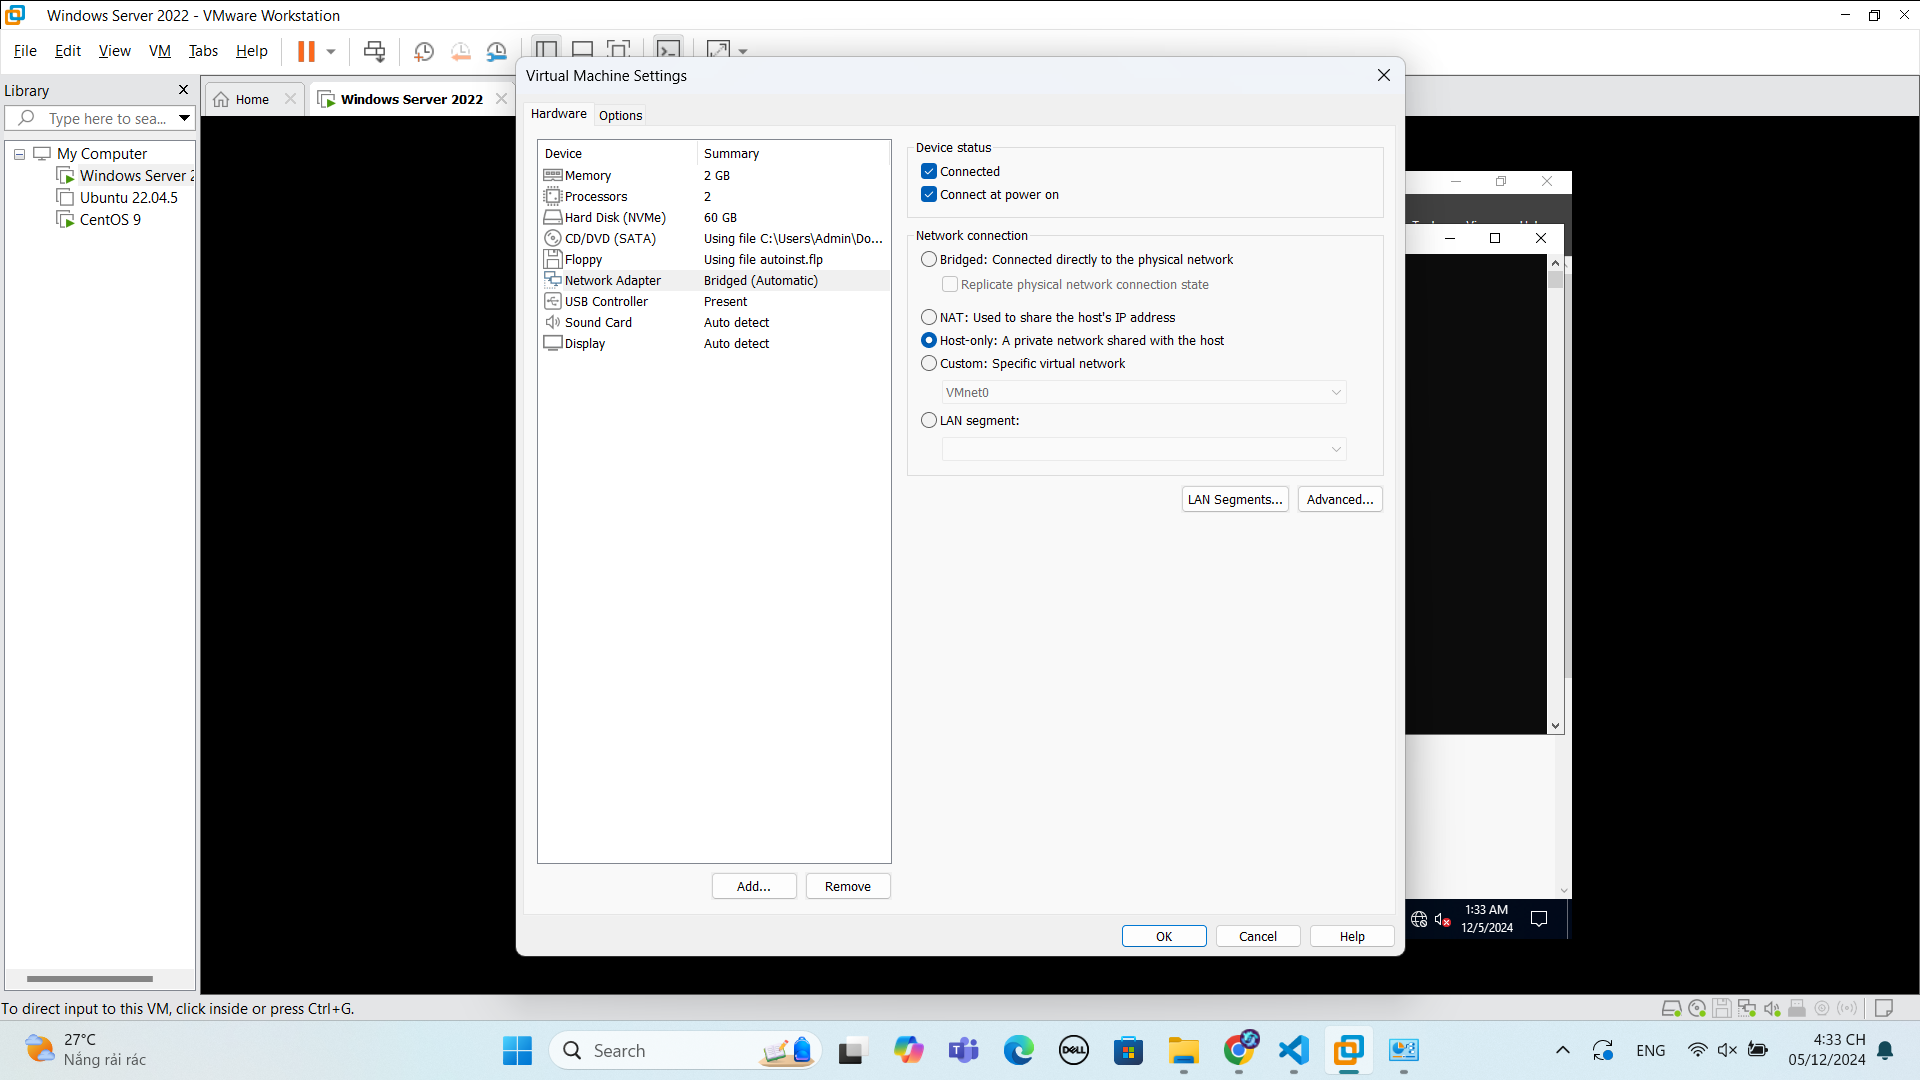 Windows Server 2022 - VMware Workstation
File Edit View VM Tabs Help
Library
Type here to sea...
My Computer
Windows Server 2
Ubuntu 22.04.5
CentOS 9
Home
Windows Server 2022
Virtual Machine Settings
Hardware
Options
Device Summary
Memory 2 GB
Processors 2
Hard Disk (NVMe) 60 GB
CD/DVD (SATA) Using file C:\Users\Admin\Do...
Floppy Using file autoinst.flp
Network Adapter Bridged (Automatic)
USB Controller Present
Sound Card Auto detect
Display Auto detect
Add...
Remove
Device status
Connected
Connect at power on
Network connection
Bridged: Connected directly to the physical network
Replicate physical network connection state
NAT: Used to share the host's IP address
Host-only: A private network shared with the host
Custom: Specific virtual network
VMnet0
LAN segment:
LAN Segments...
Advanced...
OK
Cancel
Help
1:33 AM
12/5/2024
To direct input to this VM, click inside or press Ctrl+G.
27°C
Nắng rải rác
Search
DELL
ENG
4:33 CH
05/12/2024